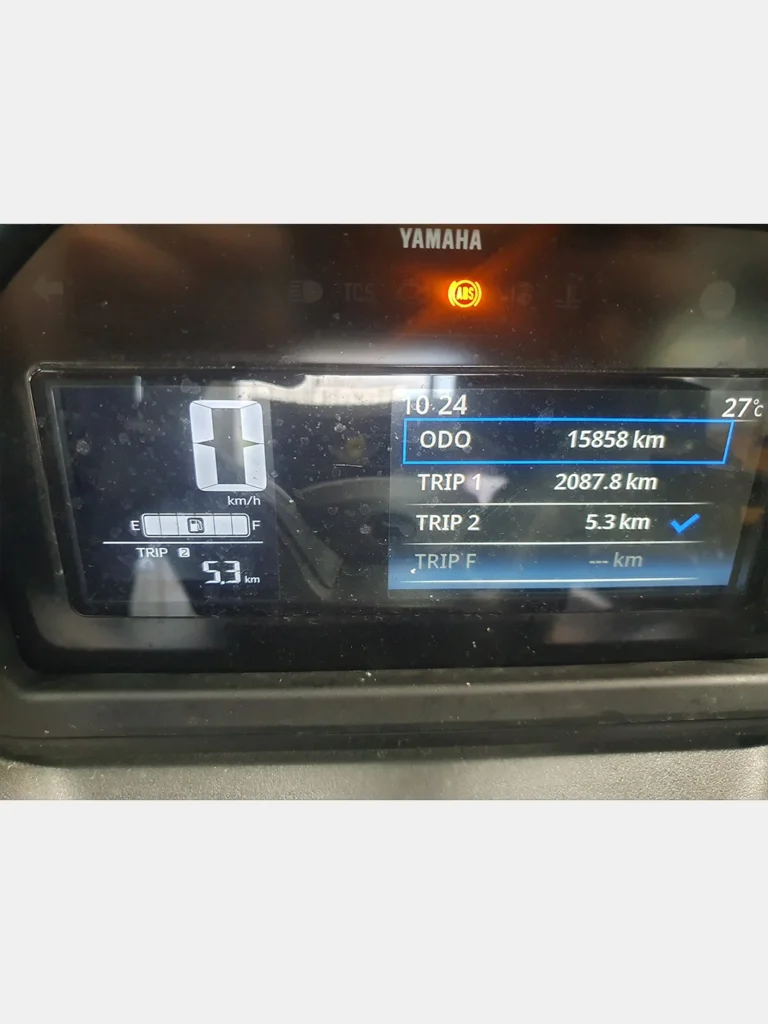 YAMAHA
TCS
ABS
0
km/h
E F
TRIP 2
5.3 km
10:24
27°C
ODO 15858 km
TRIP 1 2087.8 km
TRIP 2 5.3 km
TRIP F --- km